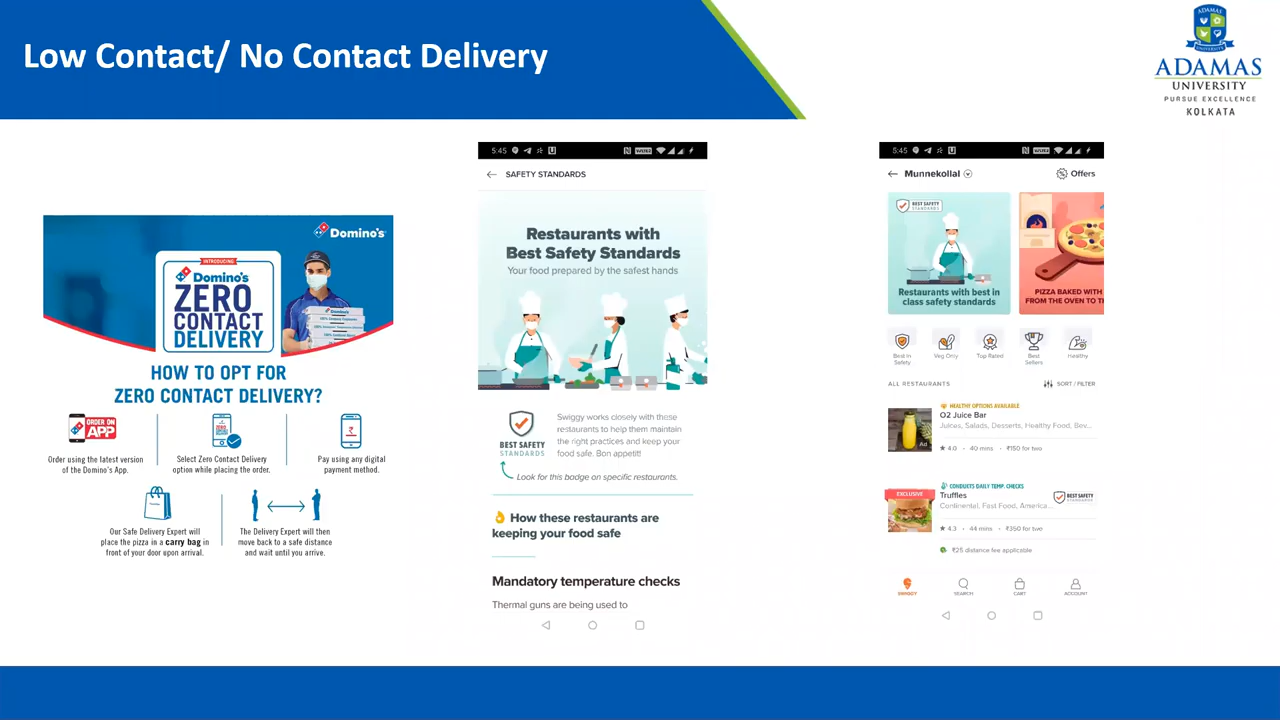 Low Contact/ No Contact Delivery
ADAMAS
UNIVERSITY
PURSUE EXCELLENCE
KOLKATA
Domino's
INTRODUCING
Domino's
ZERO
CONTACT
DELIVERY
HOW TO OPT FOR
ZERO CONTACT DELIVERY?
ORDER ON
APP
Order using the latest version
of the Domino's App.
Select Zero Contact Delivery
option while placing the order.
Pay using any digital
payment method.
Our Safe Delivery Expert will
place the pizza in a carry bag in
front of your door upon arrival.
The Delivery Expert will then
move back to a safe distance
and wait until you arrive.
5:45
SAFETY STANDARDS
Restaurants with
Best Safety Standards
Your food prepared by the safest hands
BEST SAFETY
STANDARDS
Swiggy works closely with these
restaurants to help them maintain
the right practices and keep your
food safe. Bon appetit!
Look for this badge on specific restaurants.
👌 How these restaurants are
keeping your food safe
Mandatory temperature checks
Thermal guns are being used to
5:45
Munnekollal
Offers
BEST SAFETY
STANDARDS
Restaurants with best in
class safety standards
PIZZA BAKED WITH
FROM THE OVEN TO T
Best In
Safety
Veg Only
Top Rated
Best
Sellers
Healthy
ALL RESTAURANTS
SORT / FILTER
HEALTHY OPTIONS AVAILABLE
O2 Juice Bar
Juices, Salads, Desserts, Healthy Food, Bev...
Ad
★ 4.0 • 40 mins • ₹150 for two
EXCLUSIVE
CONDUCTS DAILY TEMP. CHECKS
Truffles
Continental, Fast Food, America...
BEST SAFETY
STANDARDS
★ 4.3 • 44 mins • ₹350 for two
₹25 distance fee applicable
SWIGGY
SEARCH
CART
ACCOUNT